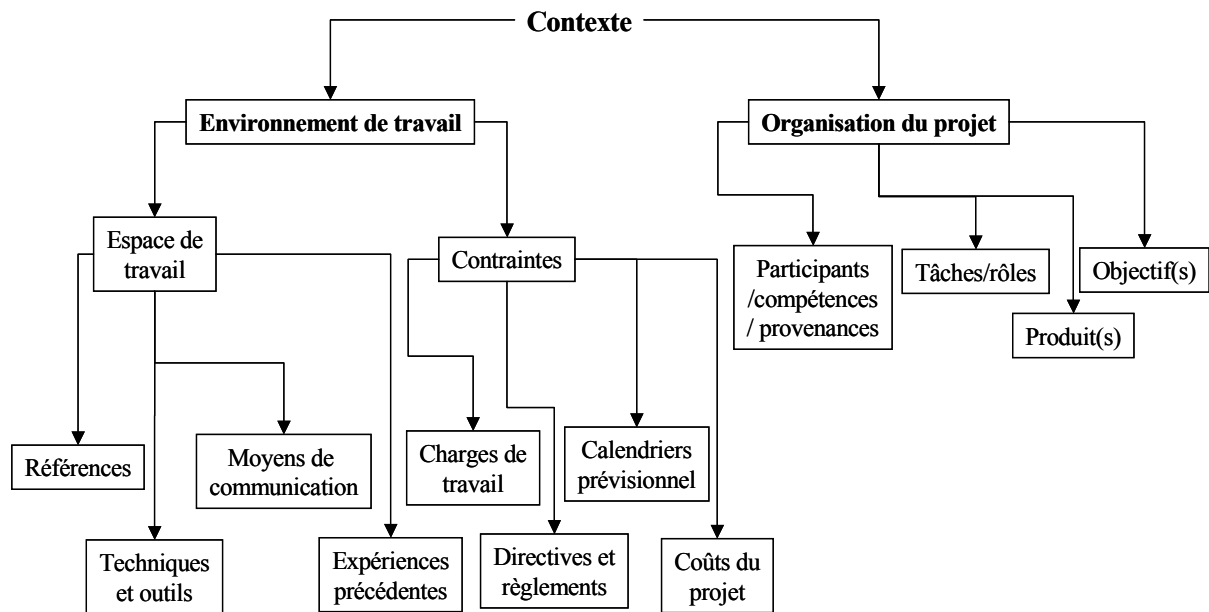 Contexte
Environnement de travail
Organisation du projet
Espace de
travail
Contraintes
Participants
/compétences
/ provenances
Tâches/rôles
Objectif(s)
Produit(s)
Références
Moyens de
communication
Charges de
travail
Calendriers
prévisionnel
Techniques
et outils
Expériences
précédentes
Directives et
règlements
Coûts du
projet